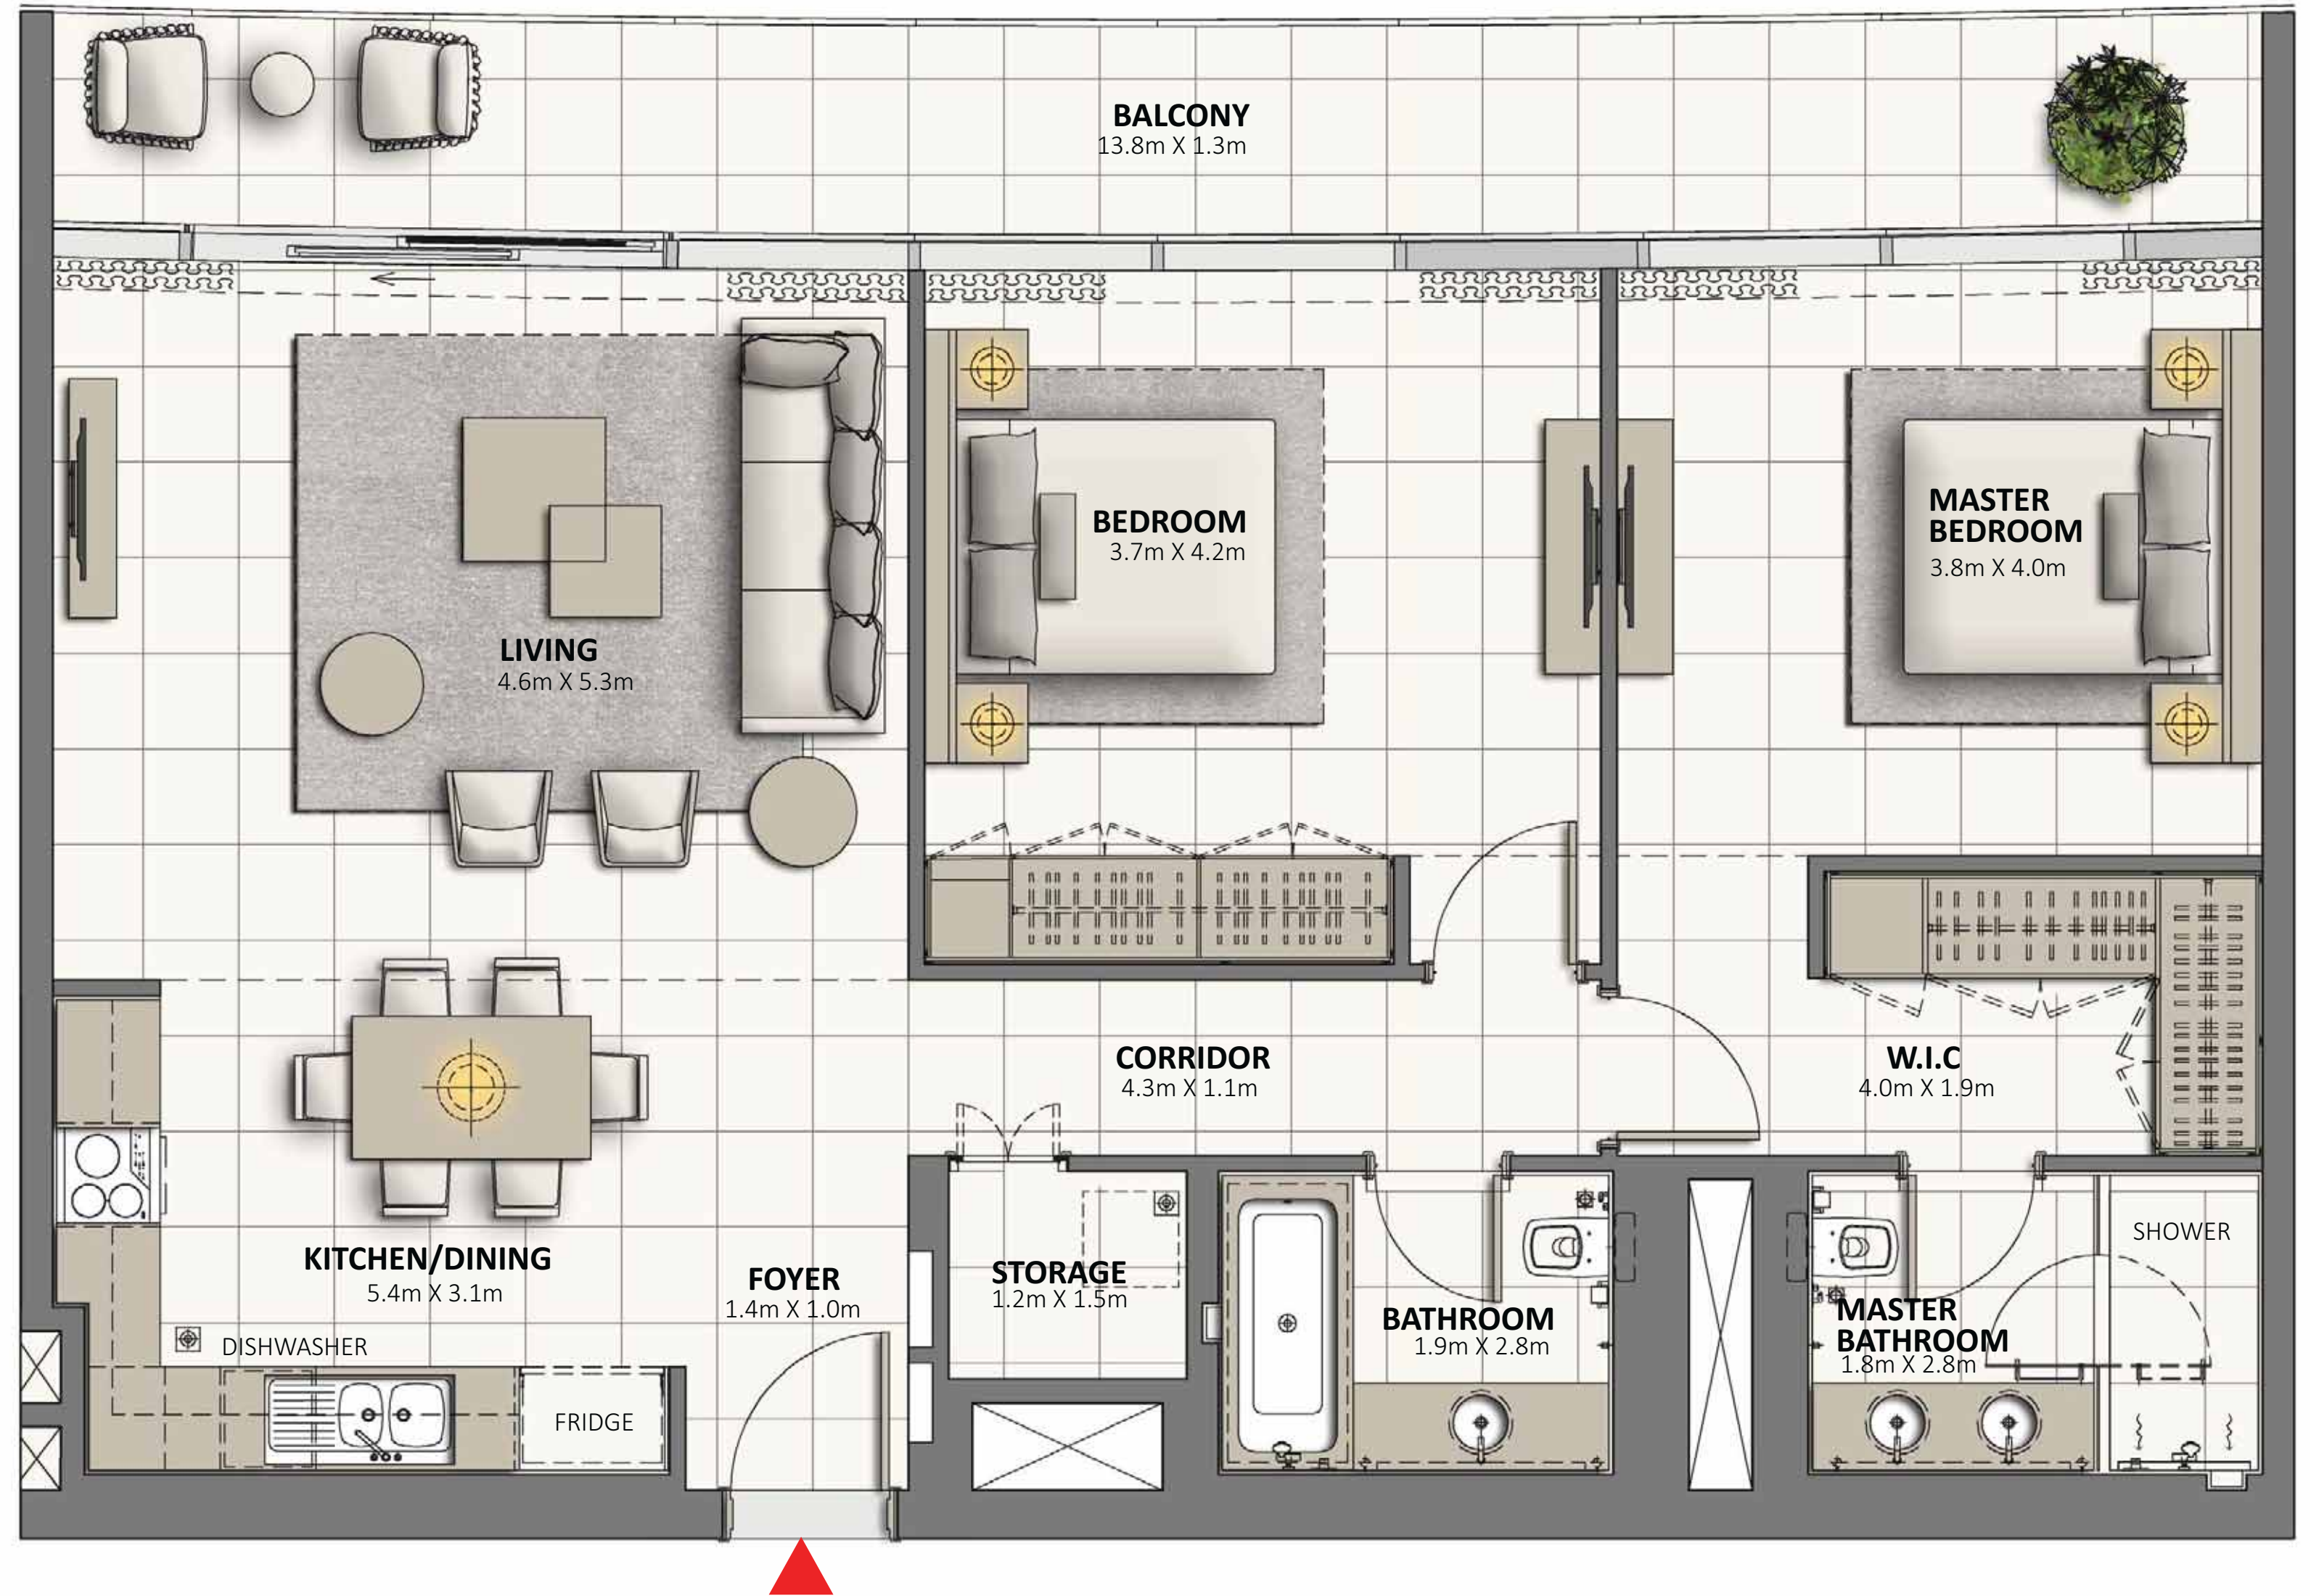 BALCONY
13.8m X 1.3m
LIVING
4.6m X 5.3m
BEDROOM
3.7m X 4.2m
MASTER
BEDROOM
3.8m X 4.0m
CORRIDOR
4.3m X 1.1m
W.I.C
4.0m X 1.9m
KITCHEN/DINING
5.4m X 3.1m
DISHWASHER
FRIDGE
FOYER
1.4m X 1.0m
STORAGE
1.2m X 1.5m
BATHROOM
1.9m X 2.8m
MASTER
BATHROOM
1.8m X 2.8m
SHOWER